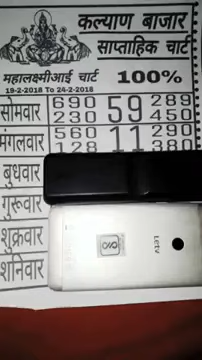 कल्याण बाजार
साप्ताहिक चार्ट
महालक्ष्मीआई चार्ट 100%
19-2-2018 To 24-2-2018
सोमवार 690 59 289
230 450
मंगलवार 560 11 290
128 380
बुधवार
गुरूवार
शुक्रवार
शनिवार
Letv